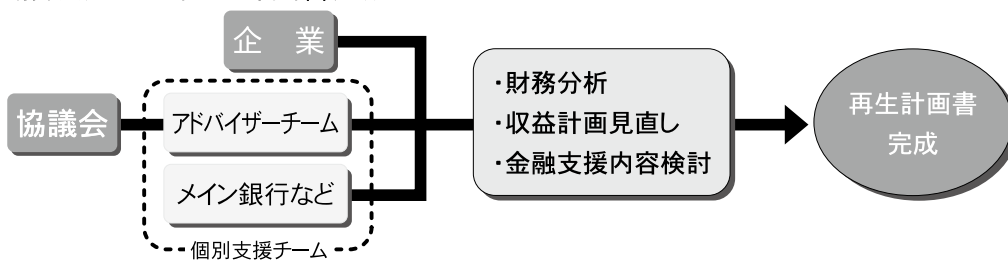 企　業
協議会
アドバイザーチーム
メイン銀行など
個別支援チーム
・財務分析
・収益計画見直し
・金融支援内容検討
再生計画書
完成